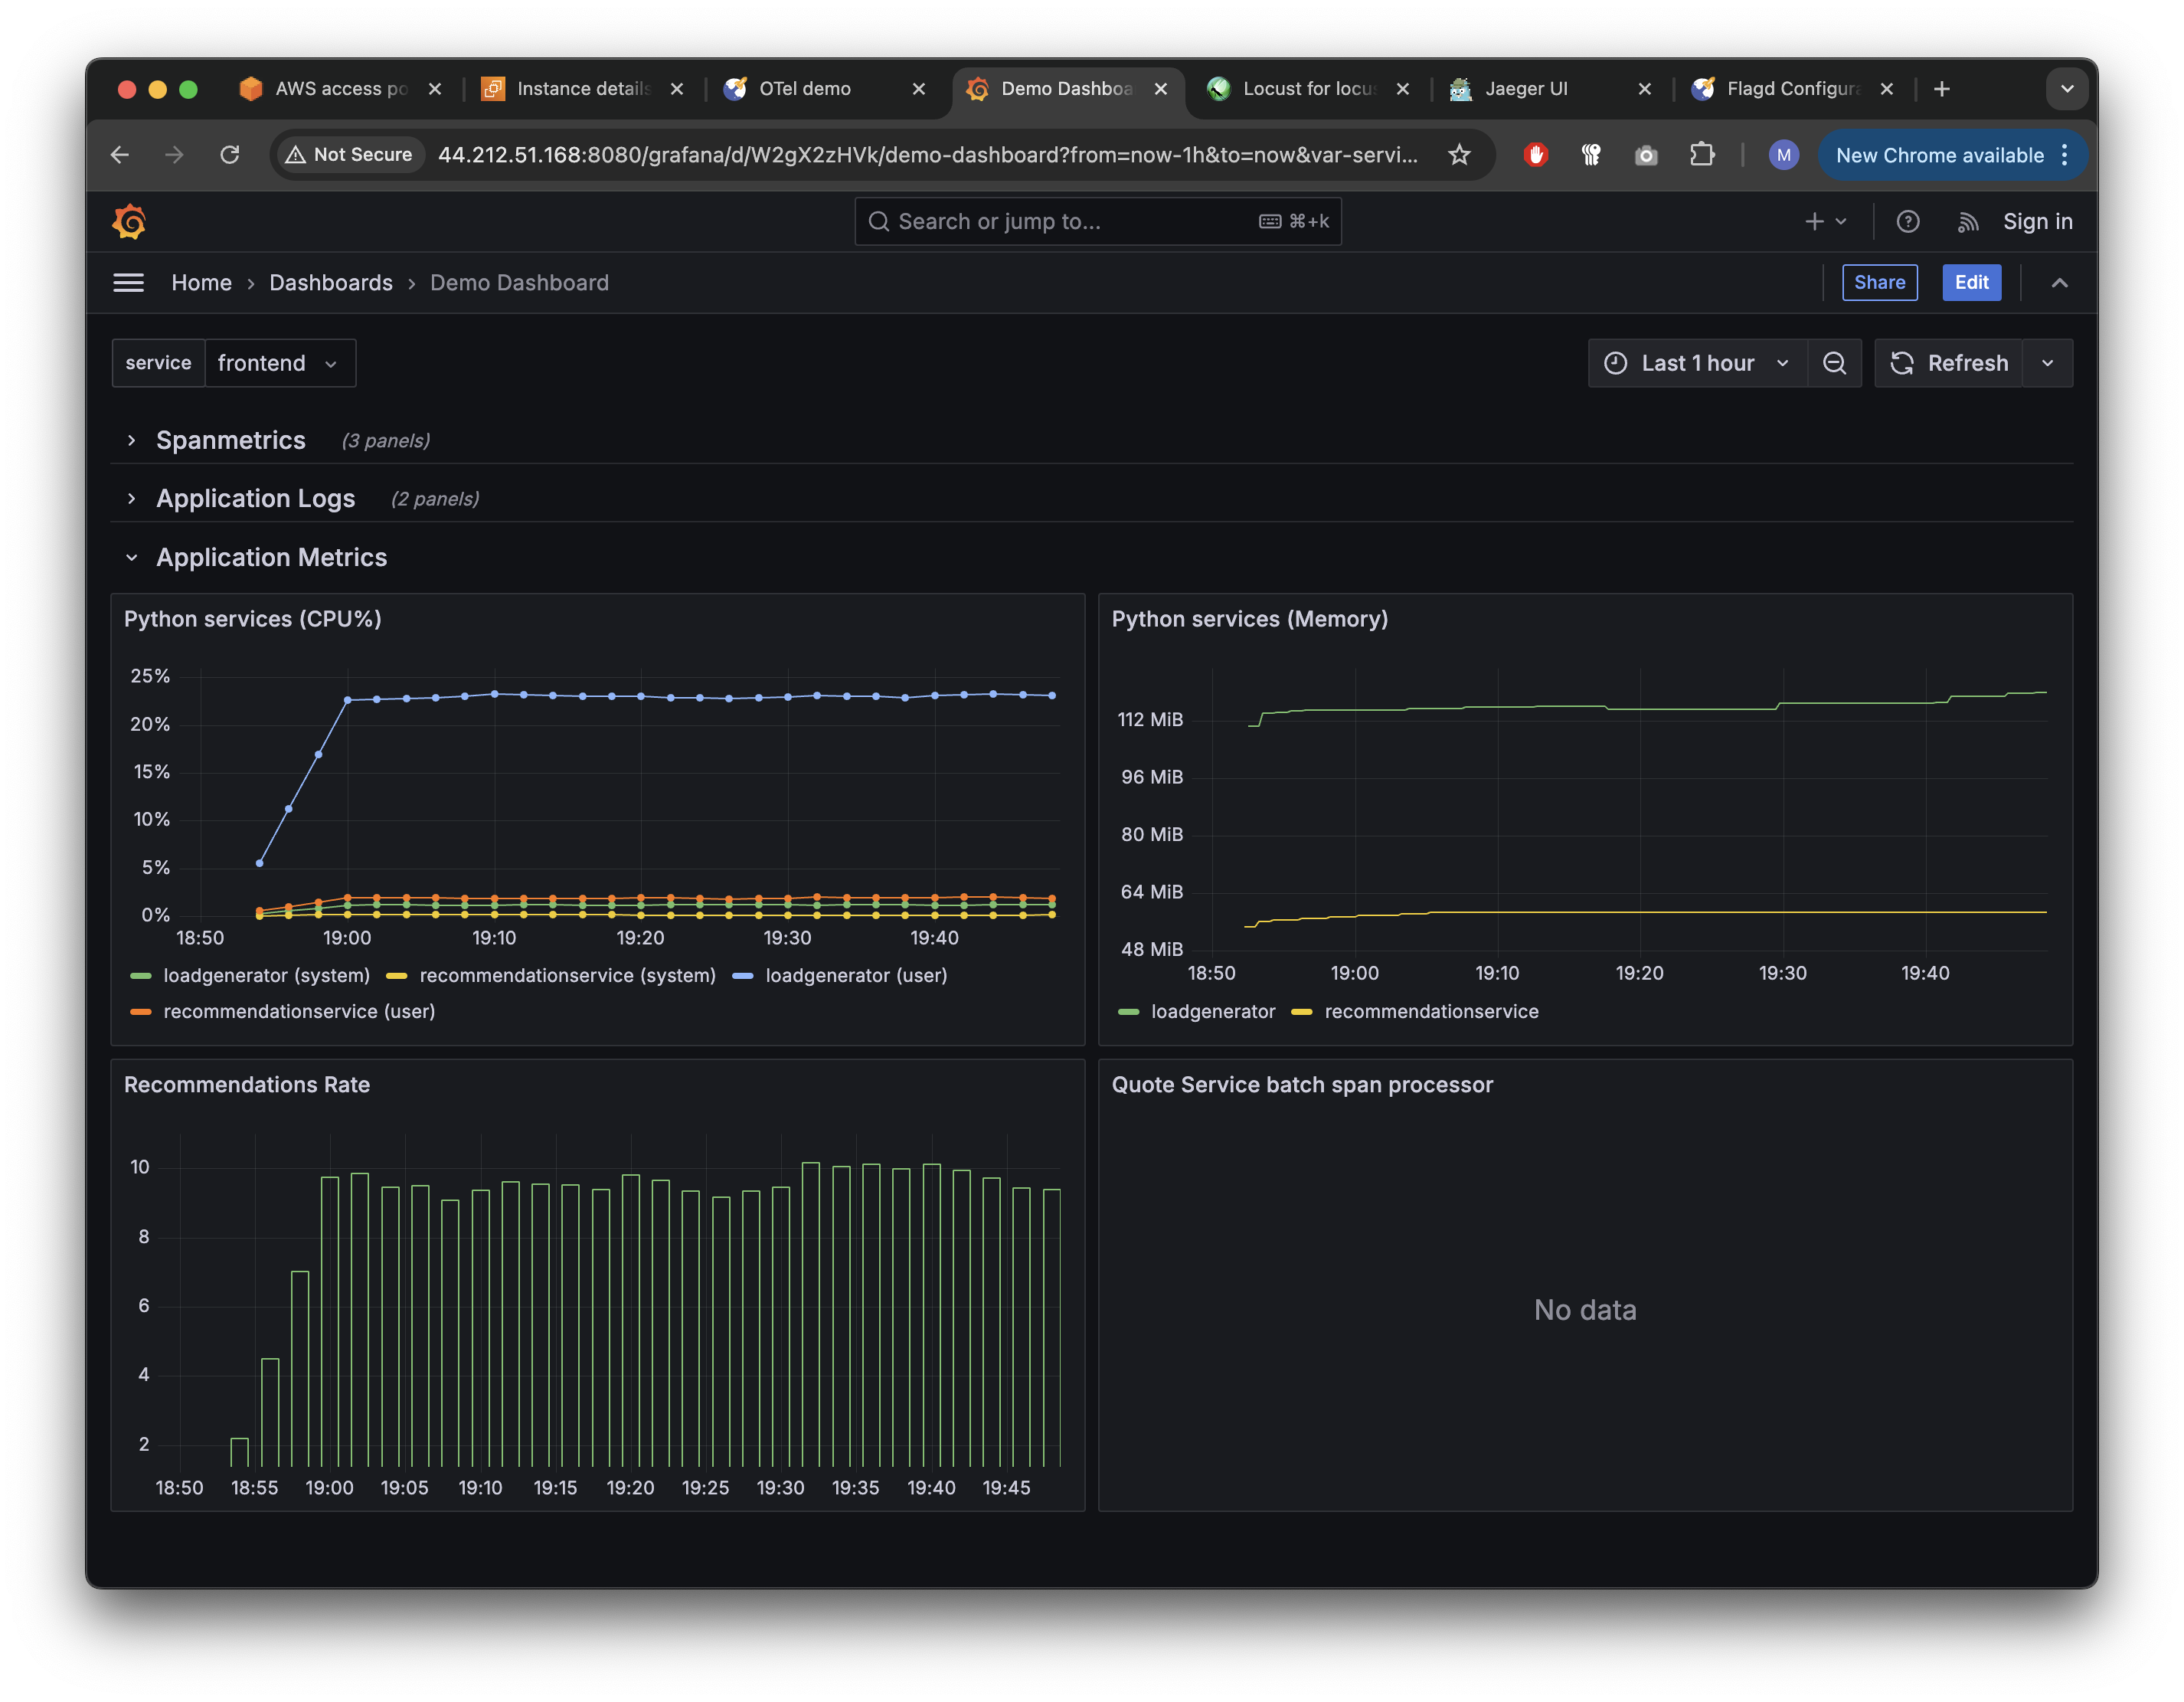 AWS access po
Instance details
OTel demo
Demo Dashboa
Locust for locus
Jaeger UI
Flagd Configura
Not Secure
44.212.51.168:8080/grafana/d/W2gX2zHVk/demo-dashboard?from=now-1h&to=now&var-servi...
M
New Chrome available
Search or jump to...
⌘+k
Sign in
Home › Dashboards › Demo Dashboard
Share
Edit
service
frontend
Last 1 hour
Refresh
Spanmetrics (3 panels)
Application Logs (2 panels)
Application Metrics
Python services (CPU%)
25%
20%
15%
10%
5%
0%
18:50 19:00 19:10 19:20 19:30 19:40
loadgenerator (system) recommendationservice (system) loadgenerator (user)
recommendationservice (user)
Python services (Memory)
112 MiB
96 MiB
80 MiB
64 MiB
48 MiB
18:50 19:00 19:10 19:20 19:30 19:40
loadgenerator recommendationservice
Recommendations Rate
10
8
6
4
2
18:50 18:55 19:00 19:05 19:10 19:15 19:20 19:25 19:30 19:35 19:40 19:45
Quote Service batch span processor
No data